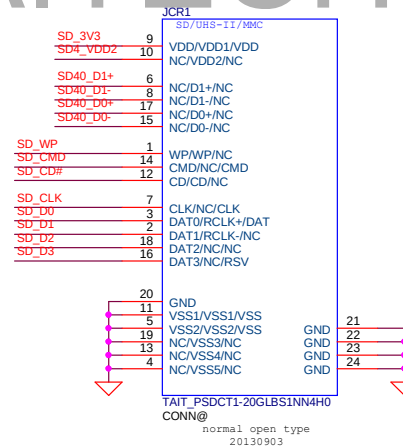 JCR1
SD/UHS-II/MMC
SD_3V3 9 VDD/VDD1/VDD
SD4_VDD2 10 NC/VDD2/NC
SD40_D1+ 6 NC/D1+/NC
SD40_D1- 8 NC/D1-/NC
SD40_D0+ 17 NC/D0+/NC
SD40_D0- 15 NC/D0-/NC
SD_WP 1 WP/WP/NC
SD_CMD 14 CMD/NC/CMD
SD_CD# 12 CD/CD/NC
SD_CLK 7 CLK/NC/CLK
SD_D0 3 DAT0/RCLK+/DAT
SD_D1 2 DAT1/RCLK-/NC
SD_D2 18 DAT2/NC/NC
SD_D3 16 DAT3/NC/RSV
20 GND
11 VSS1/VSS1/VSS
5 VSS2/VSS2/VSS GND 21
19 NC/VSS3/NC GND 22
13 NC/VSS4/NC GND 23
4 NC/VSS5/NC GND 24
TAIT_PSDCT1-20GLBS1NN4H0
CONN@
normal open type
20130903